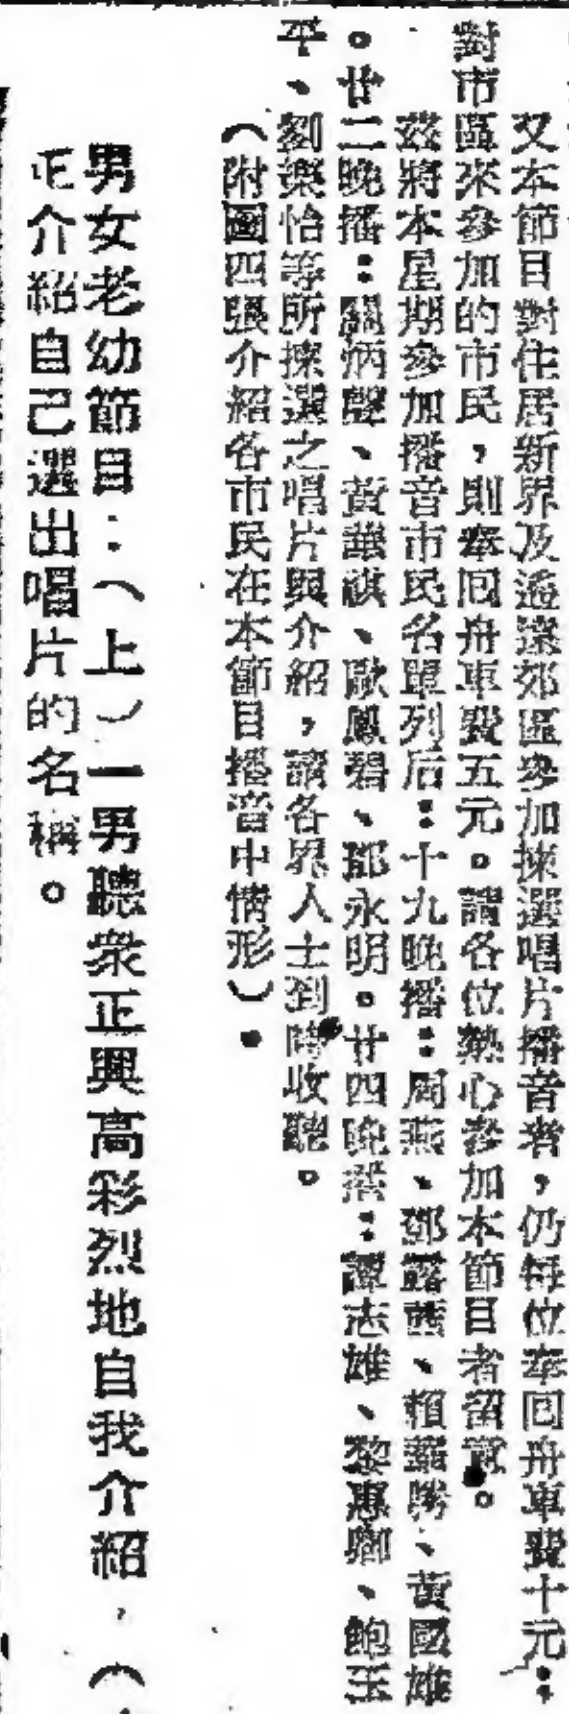 又本節目對住居新界及遙遠郊區參加揀選唱片播音者，仍每位奉回舟車費十元：
對市區來參加的市民，則奉回舟車費五元。請各位熱心參加本節目者留意。
茲將本星期參加播音市民名單列后：十九晚播：周燕、鄧露茜、賴 勝、黃國雄
。廿二晚播：關炳聲、黃 祺、歐鳳碧、鄧永明。廿四晚播：譚志雄、黎惠卿、鮑玉
平、劉樂怡等所揀選之唱片與介紹，請各界人士到時收聽。
（附圖四張介紹各市民在本節目播音中情形）。
男女老幼節目：（上）一男聽衆正興高彩烈地自我介紹，（
正介紹自己選出唱片的名稱。